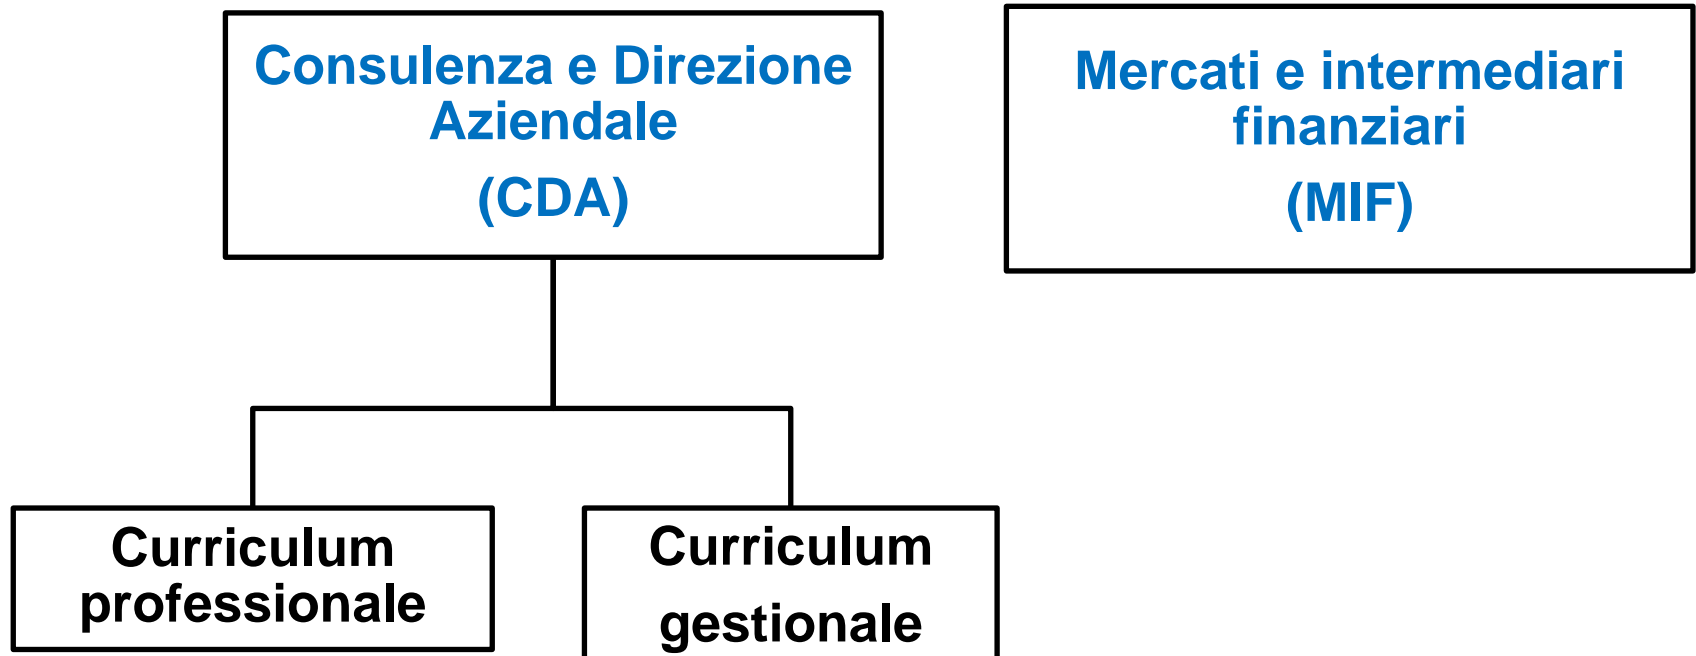 Consulenza e Direzione
Aziendale
(CDA)
Mercati e intermediari
finanziari
(MIF)
Curriculum
professionale
Curriculum
gestionale